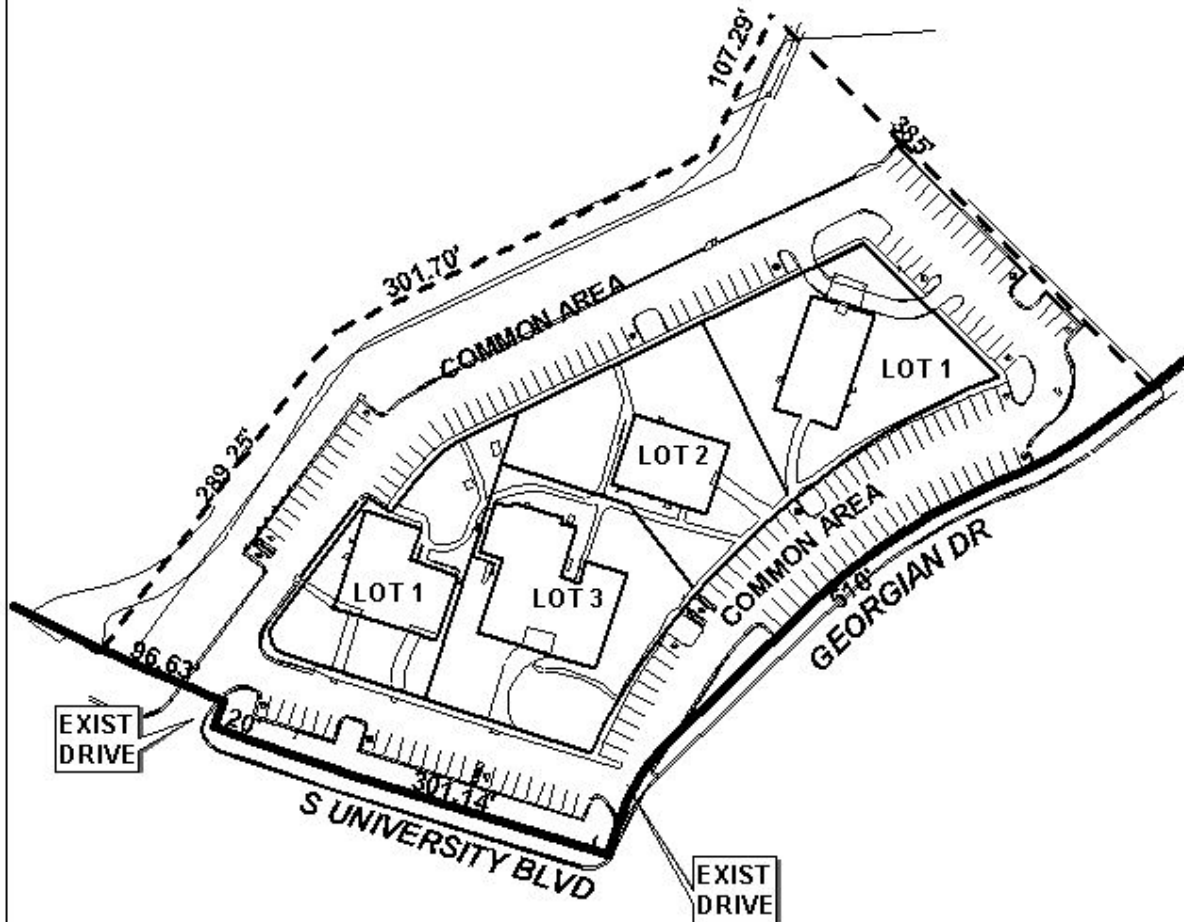 107.29'
385'
301.70'
COMMON AREA
LOT 1
289.25'
LOT 2
COMMON AREA
LOT 1
LOT 3
510'
GEORGIAN DR
96.63'
EXIST
DRIVE
20'
301.14'
S UNIVERSITY BLVD
EXIST
DRIVE